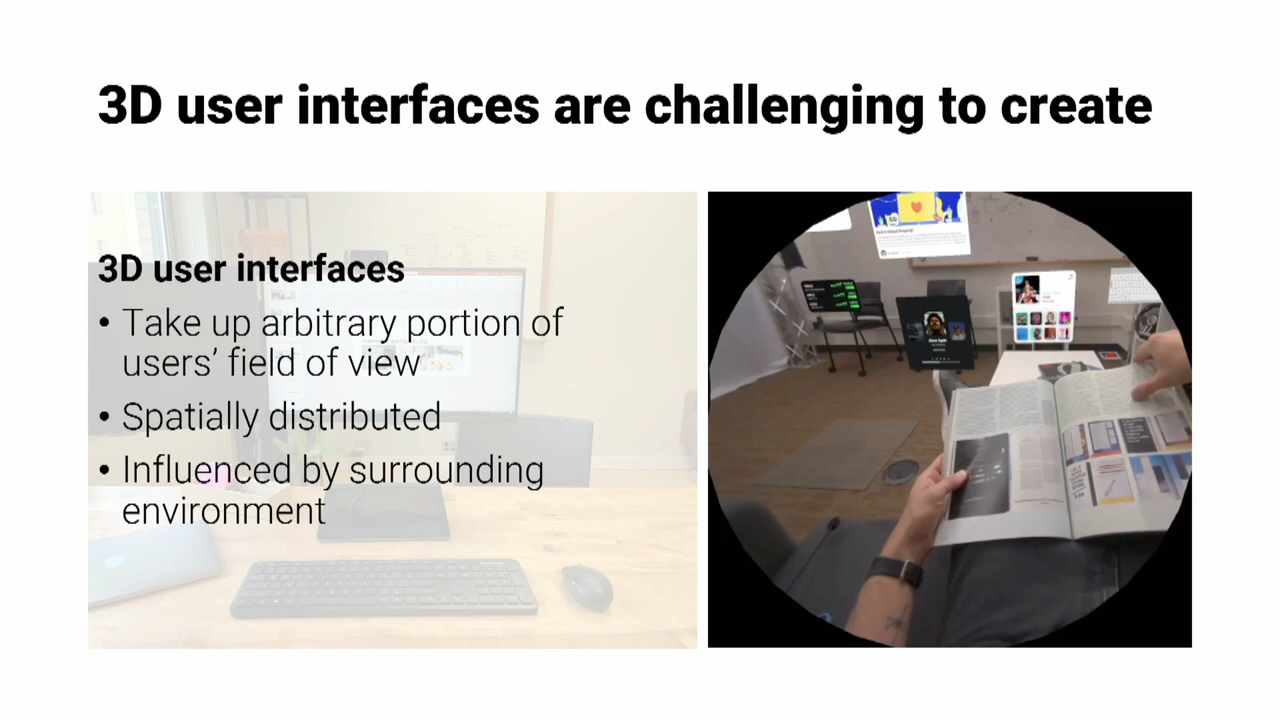 3D user interfaces are challenging to create
3D user interfaces
• Take up arbitrary portion of
users’ field of view
• Spatially distributed
• Influenced by surrounding
environment